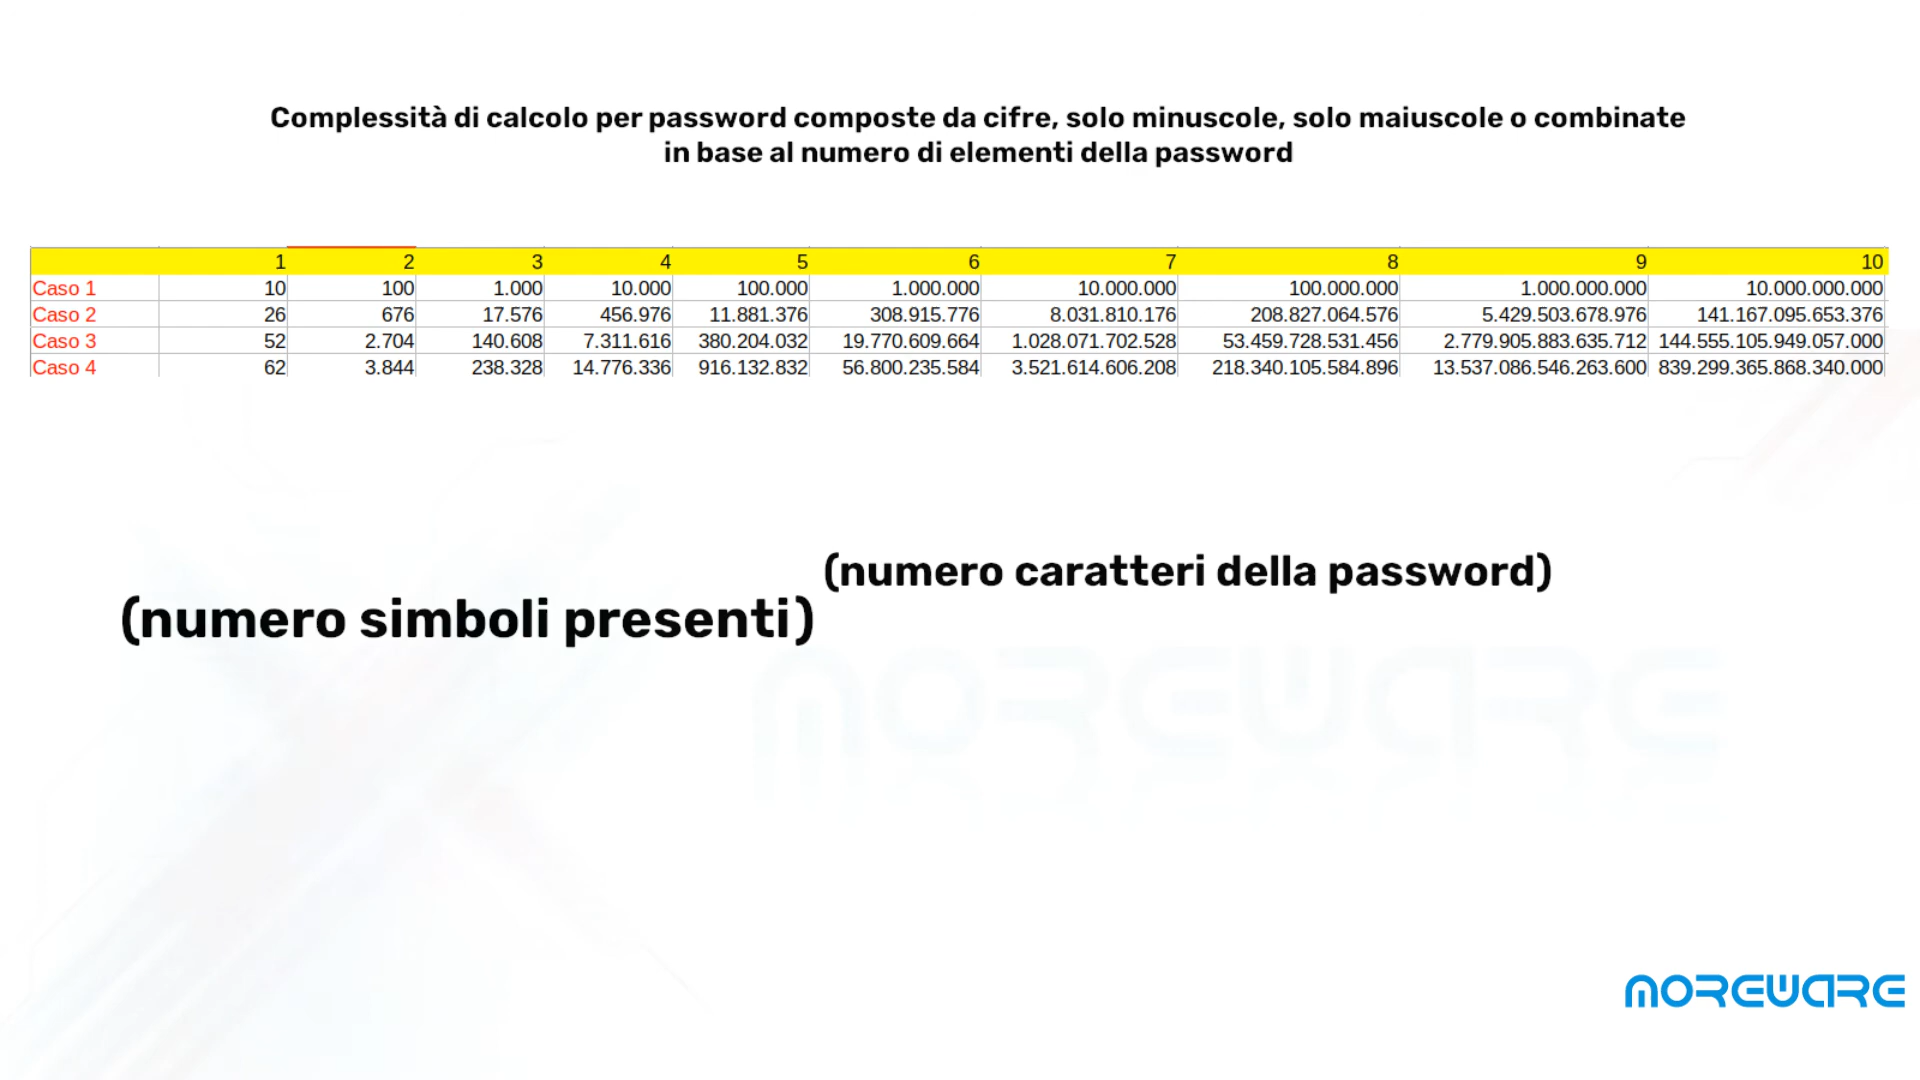 Complessità di calcolo per password composte da cifre, solo minuscole, solo maiuscole o combinate
in base al numero di elementi della password
1 2 3 4 5 6 7 8 9 10
Caso 1 10 100 1.000 10.000 100.000 1.000.000 10.000.000 100.000.000 1.000.000.000 10.000.000.000
Caso 2 26 676 17.576 456.976 11.881.376 308.915.776 8.031.810.176 208.827.064.576 5.429.503.678.976 141.167.095.653.376
Caso 3 52 2.704 140.608 7.311.616 380.204.032 19.770.609.664 1.028.071.702.528 53.459.728.531.456 2.779.905.883.635.712 144.555.105.949.057.000
Caso 4 62 3.844 238.328 14.776.336 916.132.832 56.800.235.584 3.521.614.606.208 218.340.105.584.896 13.537.086.546.263.600 839.299.365.868.340.000
(numero caratteri della password)
(numero simboli presenti)
MOREWARE
MOREWARE